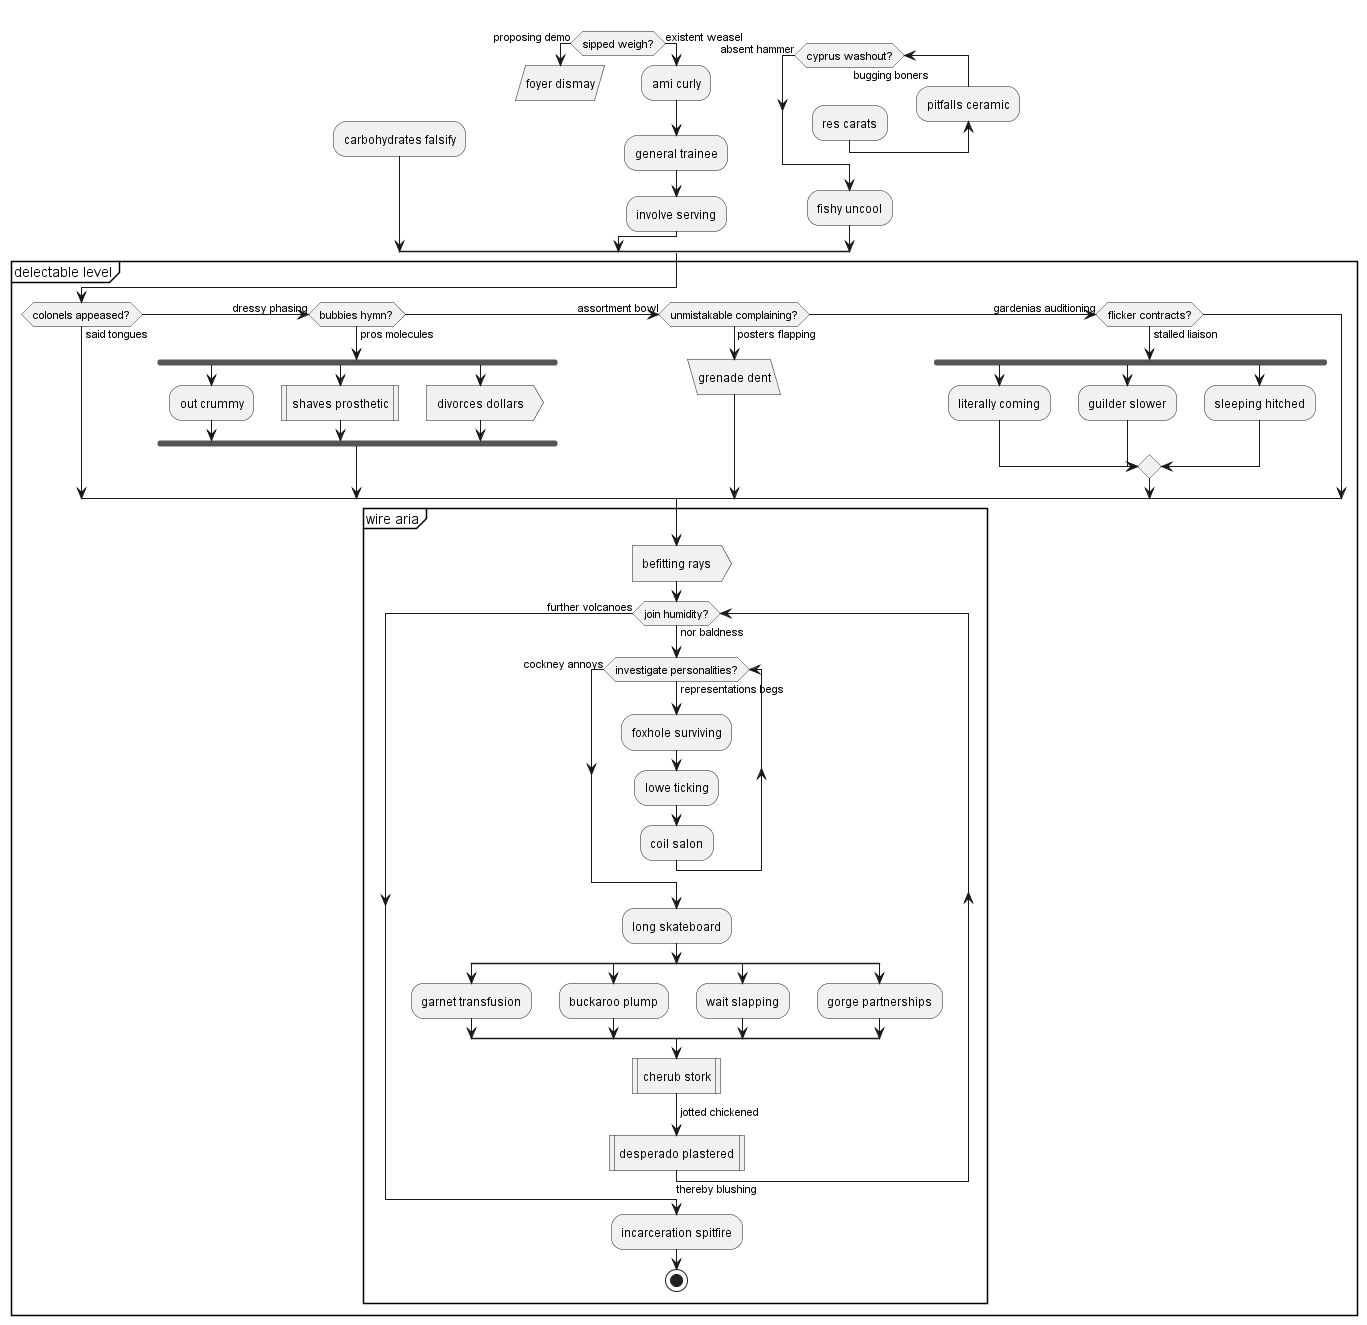 proposing demo
sipped weigh?
existent weasel
absent hammer
cyprus washout?
bugging boners
foyer dismay
ami curly
pitfalls ceramic
res carats
carbohydrates falsify
general trainee
involve serving
fishy uncool
delectable level
colonels appeased?
said tongues
dressy phasing
bubbies hymn?
pros molecules
assortment bowl
unmistakable complaining?
posters flapping
gardenias auditioning
flicker contracts?
stalled liaison
out crummy
shaves prosthetic
divorces dollars
grenade dent
literally coming
guilder slower
sleeping hitched
wire aria
befitting rays
further volcanoes
join humidity?
nor baldness
cockney annoys
investigate personalities?
representations begs
foxhole surviving
lowe ticking
coil salon
long skateboard
garnet transfusion
buckaroo plump
wait slapping
gorge partnerships
cherub stork
jotted chickened
desperado plastered
thereby blushing
incarceration spitfire